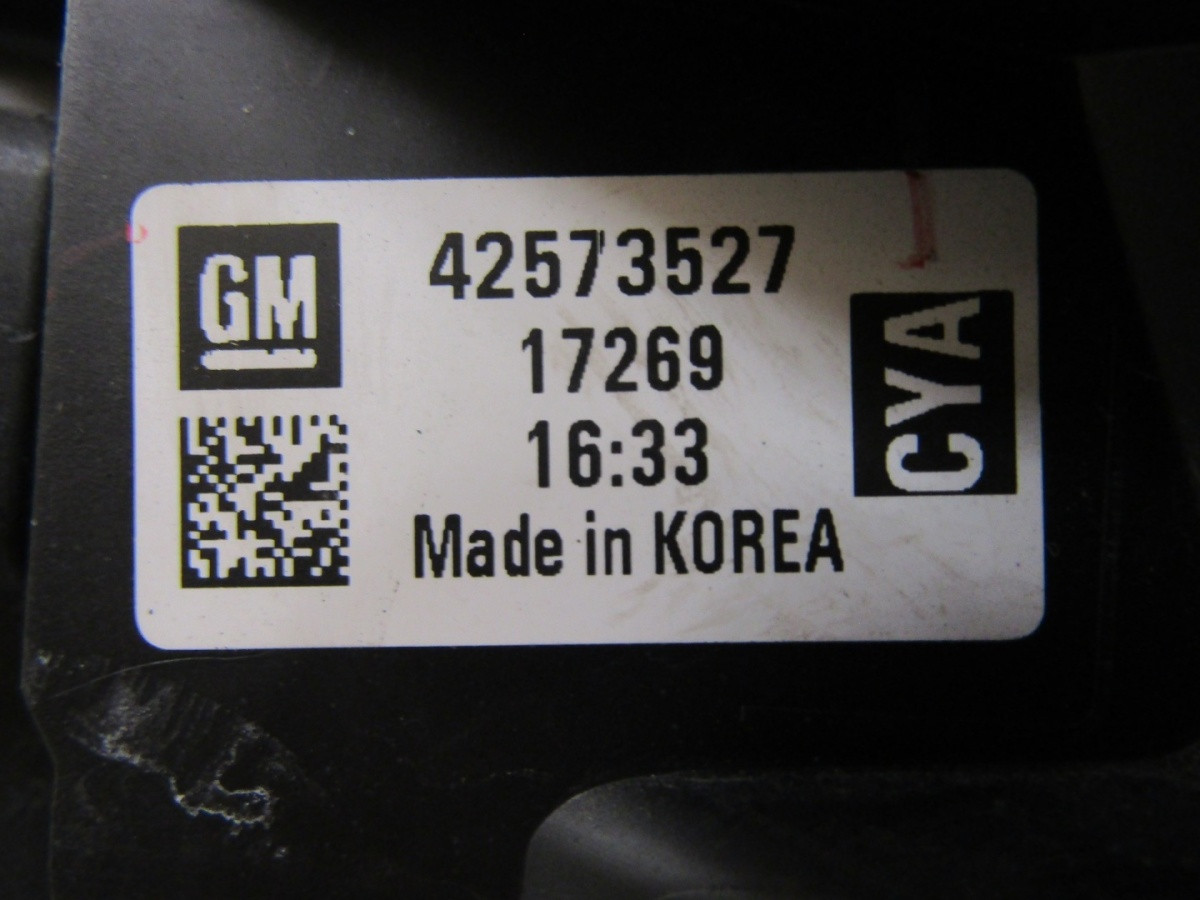 GM
42573527
17269
16:33
Made in KOREA
CYA